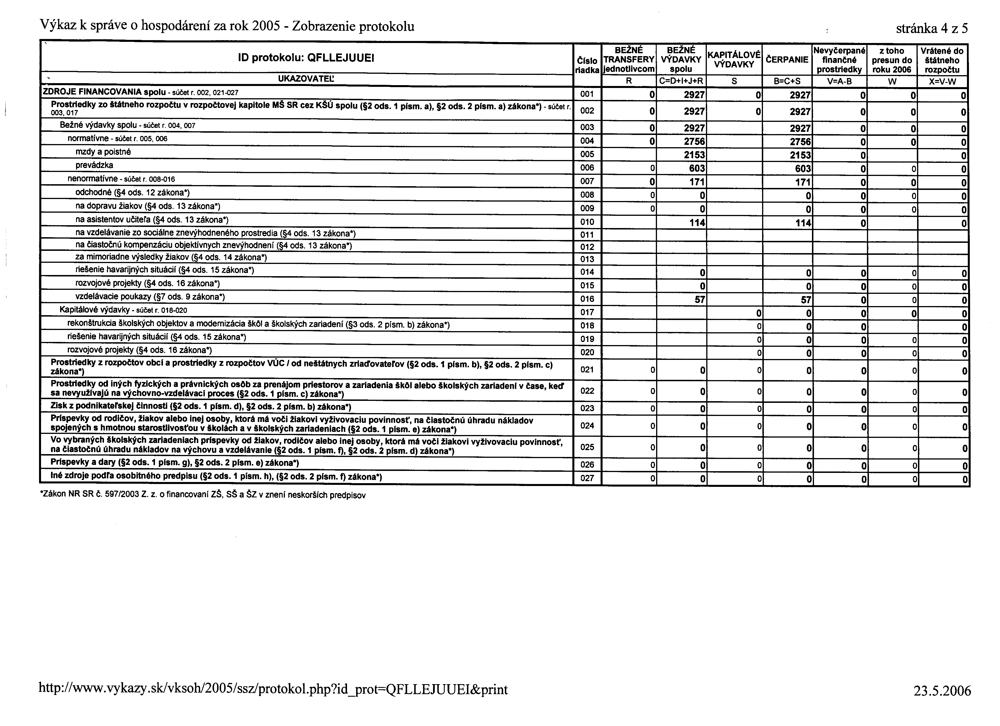 Výkaz k správe o hospodárení za rok 2005 - Zobrazenie protokolu stránka 4 z 5
ID protokolu: QFLLEJUUEI
UKAZOVATEĽ
Číslo riadka
BEŽNÉ TRANSFERY jednotlivcom
BEŽNÉ VÝDAVKY spolu
KAPITÁLOVÉ VÝDAVKY
ČERPANIE
Nevyčerpané finančné prostriedky
z toho presun do roku 2006
Vrátené do štátneho rozpočtu
R C=D+I+J+R S B=C+S V=A-B W X=V-W
ZDROJE FINANCOVANIA spolu - súčet r. 002, 021-027 001 0 2927 0 2927 0 0 0
Prostriedky zo štátneho rozpočtu v rozpočtovej kapitole MŠ SR cez KŠÚ spolu (§2 ods. 1 písm. a), §2 ods. 2 písm. a) zákona*) - súčet r.
003, 017 002 0 2927 0 2927 0 0 0
Bežné výdavky spolu - súčet r. 004, 007 003 0 2927 2927 0 0 0
normatívne - súčet r. 005, 006 004 0 2756 2756 0 0 0
mzdy a poistné 005 2153 2153 0 0
prevádzka 006 0 603 603 0 0 0
nenormatívne - súčet r. 008-016 007 0 171 171 0 0 0
odchodné (§4 ods. 12 zákona*) 008 0 0 0 0 0 0
na dopravu žiakov (§4 ods. 13 zákona*) 009 0 0 0 0 0 0
na asistentov učiteľa (§4 ods. 13 zákona*) 010 114 114 0 0
na vzdelávanie zo sociálne znevýhodneného prostredia (§4 ods. 13 zákona*) 011
na čiastočnú kompenzáciu objektívnych znevýhodnení (§4 ods. 13 zákona*) 012
za mimoriadne výsledky žiakov (§4 ods. 14 zákona*) 013
riešenie havarijných situácií (§4 ods. 15 zákona*) 014 0 0 0 0 0
rozvojové projekty (§4 ods. 16 zákona*) 015 0 0 0 0 0
vzdelávacie poukazy (§7 ods. 9 zákona*) 016 57 57 0 0 0
Kapitálové výdavky - súčet r. 018-020 017 0 0 0 0 0
rekonštrukcia školských objektov a modernizácia škôl a školských zariadení (§3 ods. 2 písm. b) zákona*) 018 0 0 0 0
riešenie havarijných situácií (§4 ods. 15 zákona*) 019 0 0 0 0 0
rozvojové projekty (§4 ods. 16 zákona*) 020 0 0 0 0 0
Prostriedky z rozpočtov obcí a prostriedky z rozpočtov VÚC / od neštátnych zriaďovateľov (§2 ods. 1 písm. b), §2 ods. 2 písm. c)
zákona*) 021 0 0 0 0 0 0 0
Prostriedky od iných fyzických a právnických osôb za prenájom priestorov a zariadenia škôl alebo školských zariadení v čase, keď
sa nevyužívajú na výchovno-vzdelávací proces (§2 ods. 1 písm. c) zákona*) 022 0 0 0 0 0 0 0
Zisk z podnikateľskej činnosti (§2 ods. 1 písm. d), §2 ods. 2 písm. b) zákona*) 023 0 0 0 0 0 0 0
Príspevky od rodičov, žiakov alebo inej osoby, ktorá má voči žiakovi vyživovaciu povinnosť, na čiastočnú úhradu nákladov
spojených s hmotnou starostlivosťou v školách a v školských zariadeniach (§2 ods. 1 písm. e) zákona*) 024 0 0 0 0 0 0 0
Vo vybraných školských zariadeniach príspevky od žiakov, rodičov alebo inej osoby, ktorá má voči žiakovi vyživovaciu povinnosť,
na čiastočnú úhradu nákladov na výchovu a vzdelávanie (§2 ods. 1 písm. f), §2 ods. 2 písm. d) zákona*) 025 0 0 0 0 0 0 0
Príspevky a dary (§2 ods. 1 písm. g), §2 ods. 2 písm. e) zákona*) 026 0 0 0 0 0 0 0
Iné zdroje podľa osobitného predpisu (§2 ods. 1 písm. h), (§2 ods. 2 písm. f) zákona*) 027 0 0 0 0 0 0 0
*Zákon NR SR č. 597/2003 Z. z. o financovaní ZŠ, SŠ a ŠZ v znení neskorších predpisov
http://www.vykazy.sk/vksoh/2005/ssz/protokol.php?id_prot=QFLLEJUUEI&print 23.5.2006